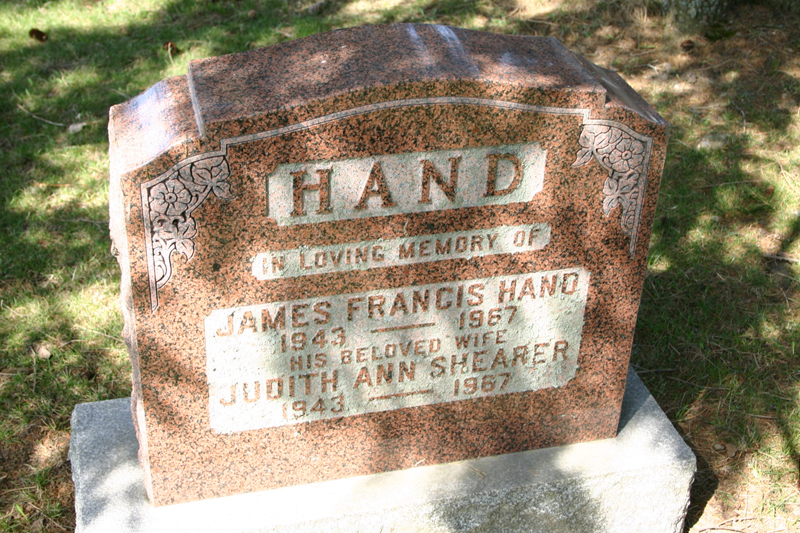 HAND
IN LOVING MEMORY OF
JAMES FRANCIS HAND
1943 — 1967
HIS BELOVED WIFE
JUDITH ANN SHEARER
1943 — 1967